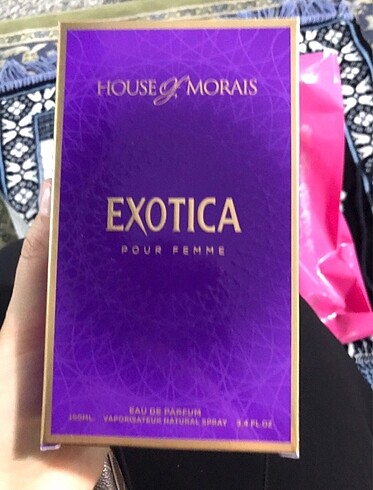 HOUSE of MORAIS
EXOTICA
POUR FEMME
EAU DE PARFUM
100ML. VAPORISATEUR NATURAL SPRAY 3.4 FL.OZ